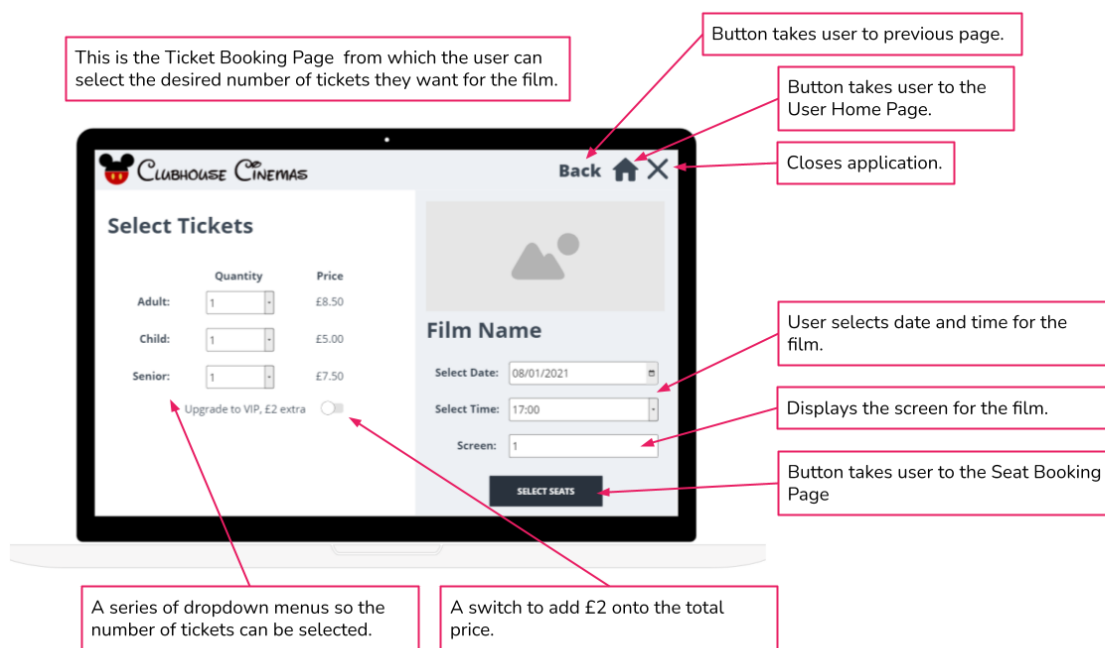 This is the Ticket Booking Page from which the user can
select the desired number of tickets they want for the film.
Button takes user to previous page.
Button takes user to the
User Home Page.
Closes application.
Clubhouse Cinemas
Back
Select Tickets
Quantity Price
Adult: 1 £8.50
Child: 1 £5.00
Senior: 1 £7.50
Upgrade to VIP, £2 extra
Film Name
Select Date: 08/01/2021
Select Time: 17:00
Screen: 1
SELECT SEATS
User selects date and time for the
film.
Displays the screen for the film.
Button takes user to the Seat Booking
Page
A series of dropdown menus so the
number of tickets can be selected.
A switch to add £2 onto the total
price.